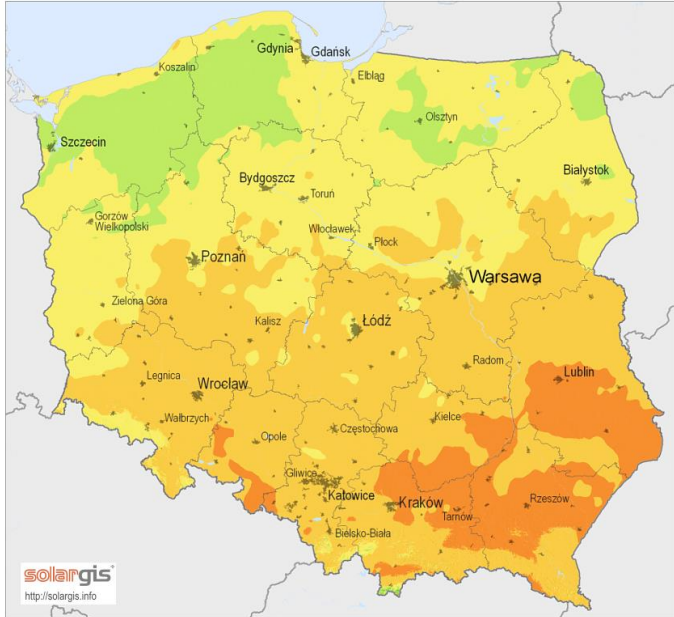 Gdynia
Gdańsk
Koszalin
Elbląg
Olsztyn
Szczecin
Białystok
Bydgoszcz
Toruń
Gorzów
Wielkopolski
Włocławek
Płock
Poznań
Warsawa
Zielona Góra
Kalisz
Łódź
Radom
Lublin
Legnica
Wrocław
Wałbrzych
Kielce
Opole
Częstochowa
Gliwice
Katowice
Kraków
Tarnów
Rzeszów
Bielsko-Biała
solargis
http://solargis.info